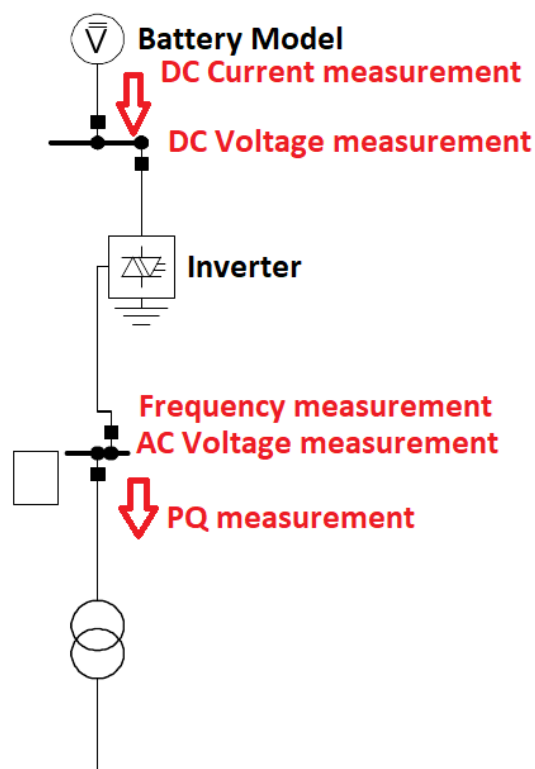 V
Battery Model
DC Current measurement
DC Voltage measurement
Inverter
Frequency measurement
AC Voltage measurement
PQ measurement